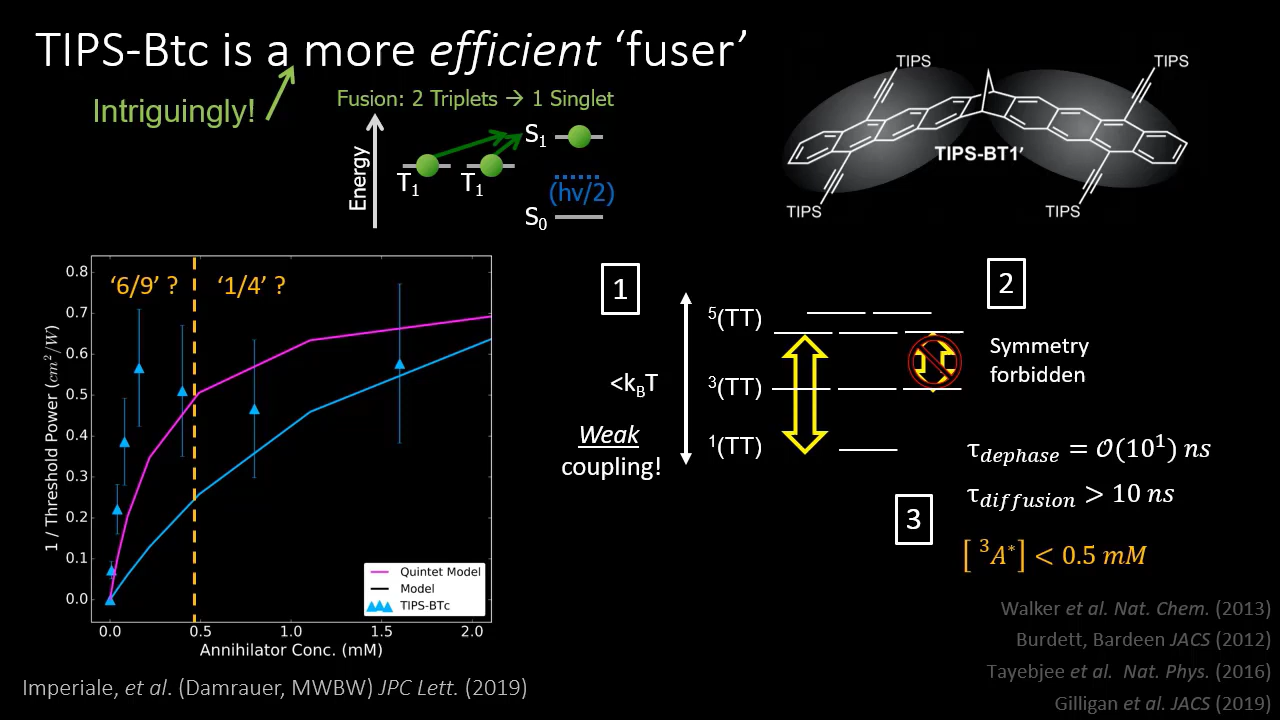 TIPS-Btc is a more efficient ‘fuser’
Intriguingly!
Fusion: 2 Triplets → 1 Singlet
Energy
T1
T1
S1
(hν/2)
S0
TIPS
TIPS
TIPS-BT1′
TIPS
TIPS
‘6/9’ ?
‘1/4’ ?
1 / Threshold Power (cm²/W)
0.8
0.7
0.6
0.5
0.4
0.3
0.2
0.1
0.0
0.0 0.5 1.0 1.5 2.0
Annihilator Conc. (mM)
Quintet Model
Model
TIPS-BTc
1
<kBT
Weak
coupling!
⁵(TT)
³(TT)
¹(TT)
2
Symmetry
forbidden
3
τdephase = 𝒪(10¹) ns
τdiffusion > 10 ns
[ ³A*] < 0.5 mM
Walker et al. Nat. Chem. (2013)
Burdett, Bardeen JACS (2012)
Tayebjee et al. Nat. Phys. (2016)
Gilligan et al. JACS (2019)
Imperiale, et al. (Damrauer, MWBW) JPC Lett. (2019)